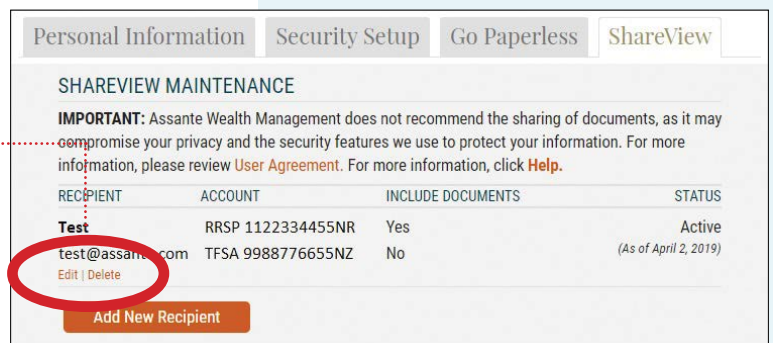 Personal Information Security Setup Go Paperless ShareView
SHAREVIEW MAINTENANCE
IMPORTANT: Assante Wealth Management does not recommend the sharing of documents, as it may
compromise your privacy and the security features we use to protect your information. For more
information, please review User Agreement. For more information, click Help.
RECIPIENT ACCOUNT INCLUDE DOCUMENTS STATUS
Test RRSP 1122334455NR Yes Active
test@assante.com TFSA 9988776655NZ No (As of April 2, 2019)
Edit | Delete
Add New Recipient